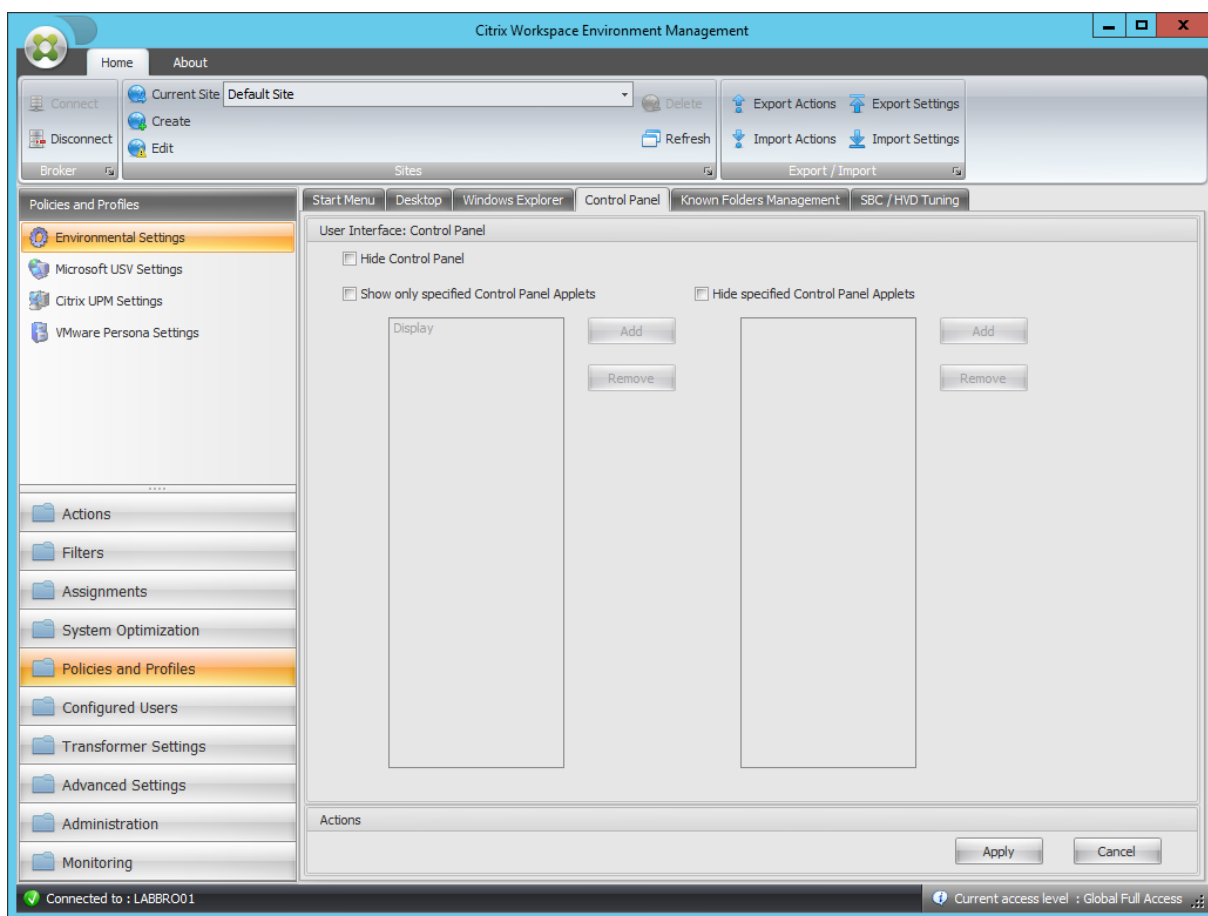 Citrix Workspace Environment Management
Home About
Connect
Disconnect
Broker
Current Site Default Site
Create
Edit
Delete
Refresh
Sites
Export Actions Export Settings
Import Actions Import Settings
Export / Import
Policies and Profiles
Environmental Settings
Microsoft USV Settings
Citrix UPM Settings
VMware Persona Settings
Actions
Filters
Assignments
System Optimization
Policies and Profiles
Configured Users
Transformer Settings
Advanced Settings
Administration
Monitoring
Start Menu Desktop Windows Explorer Control Panel Known Folders Management SBC / HVD Tuning
User Interface: Control Panel
Hide Control Panel
Show only specified Control Panel Applets
Hide specified Control Panel Applets
Display
Add
Remove
Add
Remove
Actions
Apply Cancel
Connected to : LABBRO01
Current access level : Global Full Access